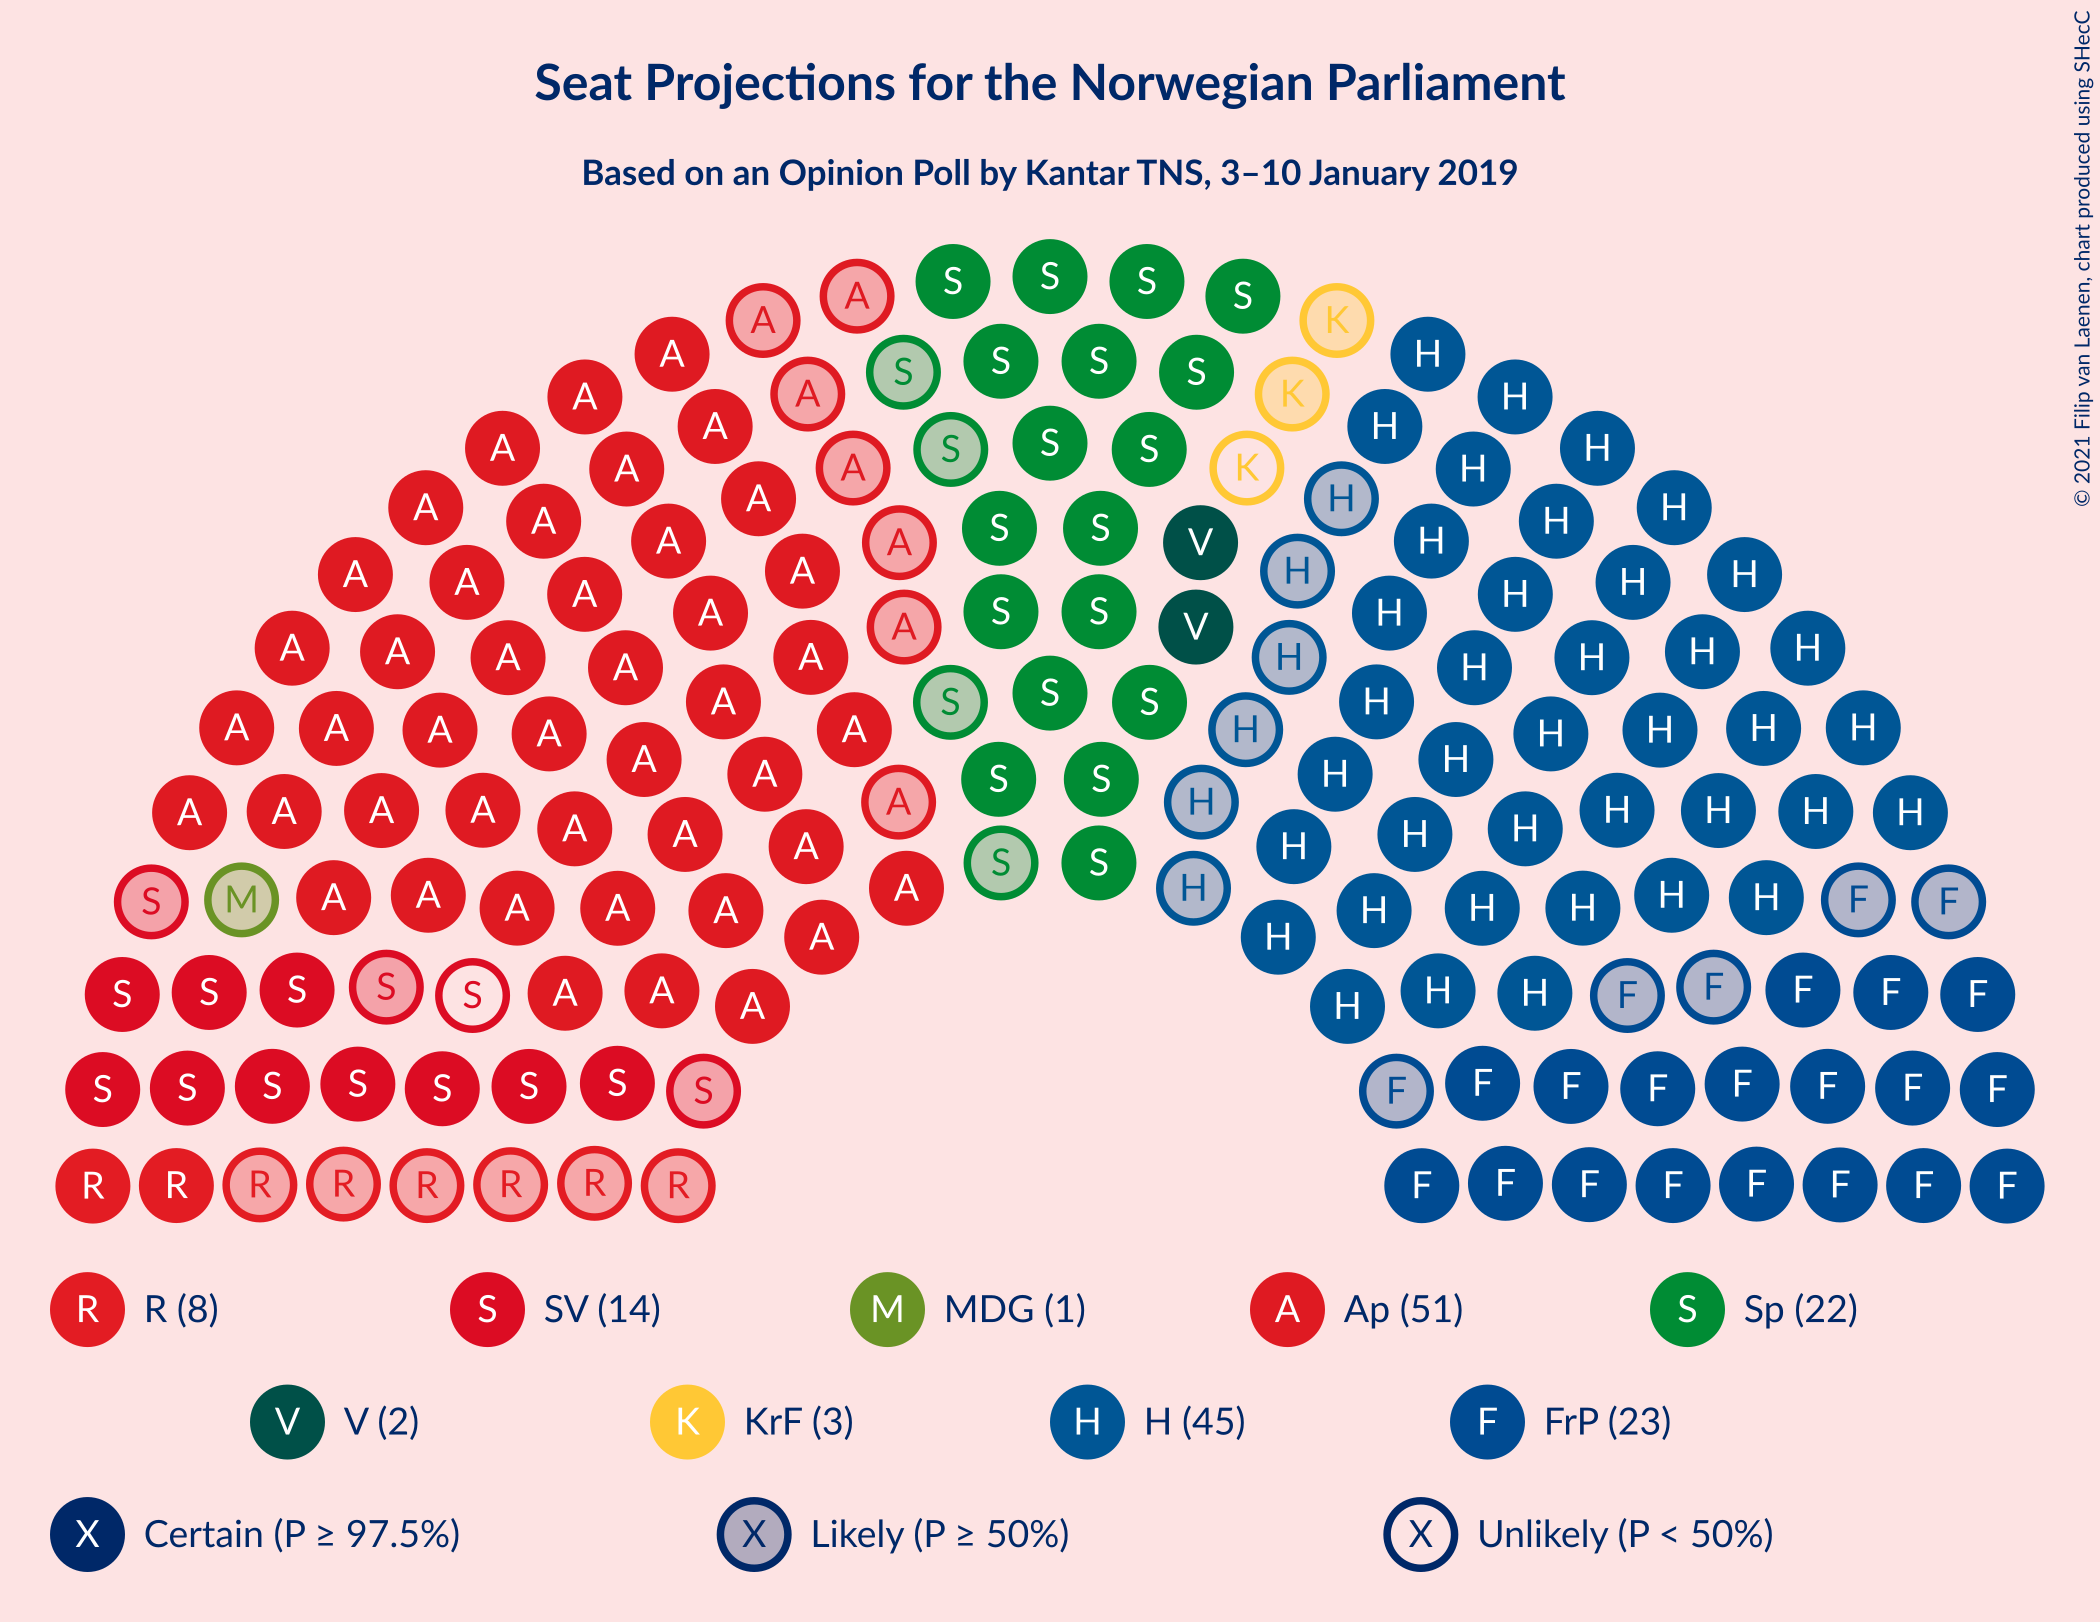 Seat Projections for the Norwegian Parliament
Based on an Opinion Poll by Kantar TNS, 3–10 January 2019
© 2021 Filip van Laenen, chart produced using SHecC
A A S S S S K
A S S S S K
H H
A A A S S S K H H H
A A A A S S V H H H H
A A A A A S S V H H H H H
A A A A A S S S H H H H H
A A A A A A S S H H H H H H
A A A A A A A S S H H H H H H H
S M A A A A A A A H H H H H H H F F
S S S S S A A A H H H F F F F F
S S S S S S S S F F F F F F F F
R R R R R R R R F F F F F F F F
R R (8) S SV (14) M MDG (1) A Ap (51) S Sp (22)
V V (2) K KrF (3) H H (45) F FrP (23)
X Certain (P ≥ 97.5%) X Likely (P ≥ 50%) X Unlikely (P < 50%)